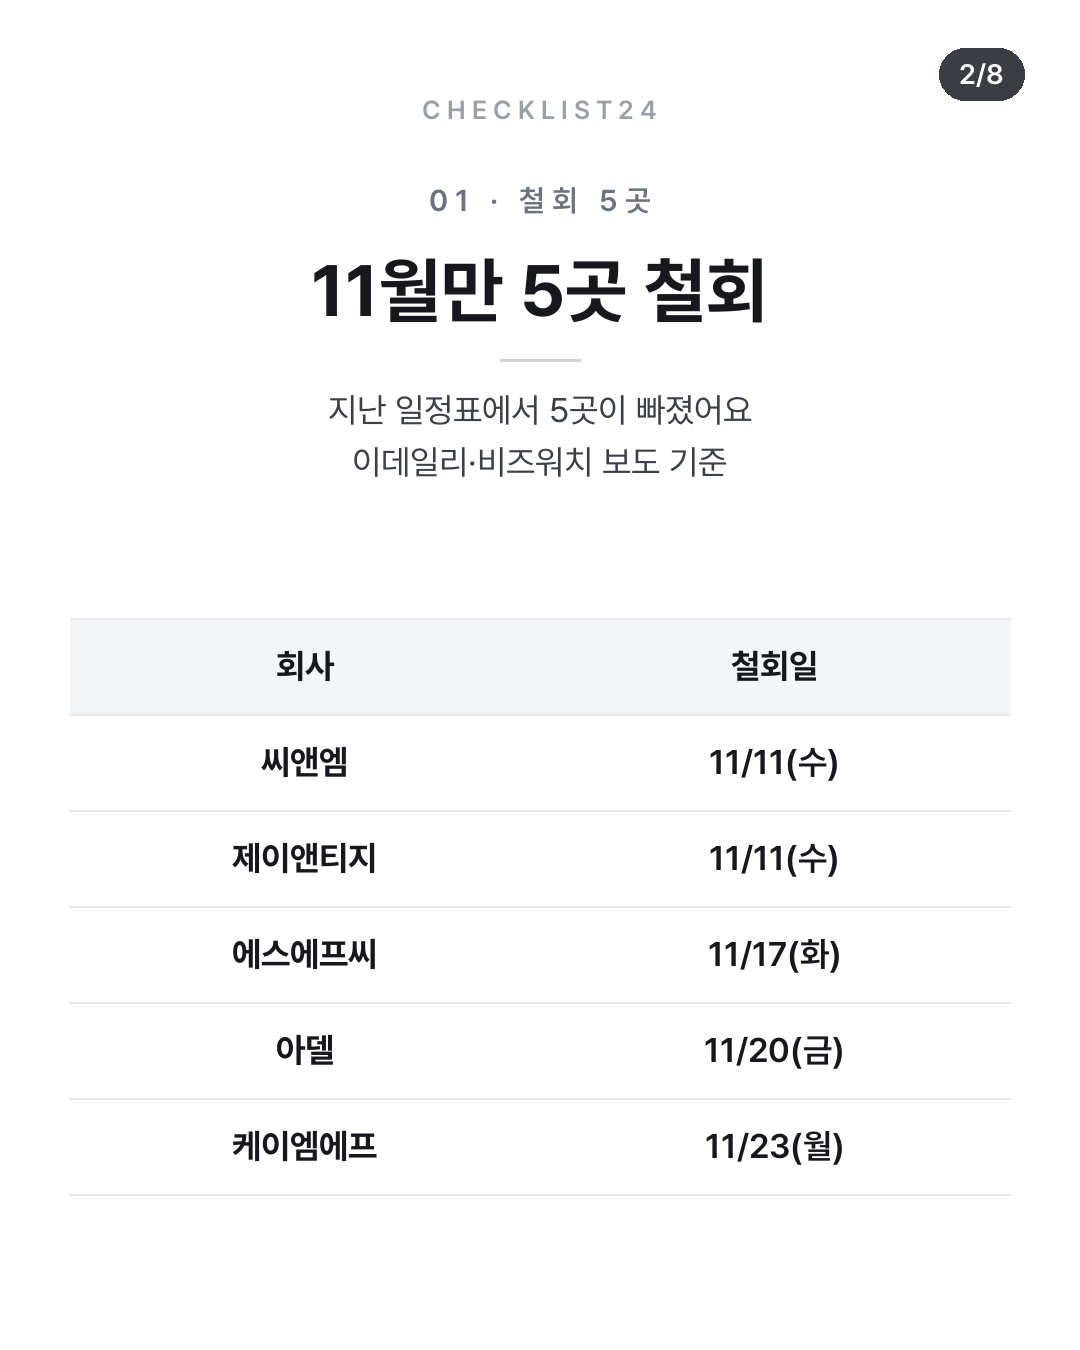 2/8
CHECKLIST24
01 · 철회 5곳
11월만 5곳 철회
지난 일정표에서 5곳이 빠졌어요
이데일리·비즈워치 보도 기준
회사 철회일
씨앤엠 11/11(수)
제이앤티지 11/11(수)
에스에프씨 11/17(화)
아델 11/20(금)
케이엠에프 11/23(월)